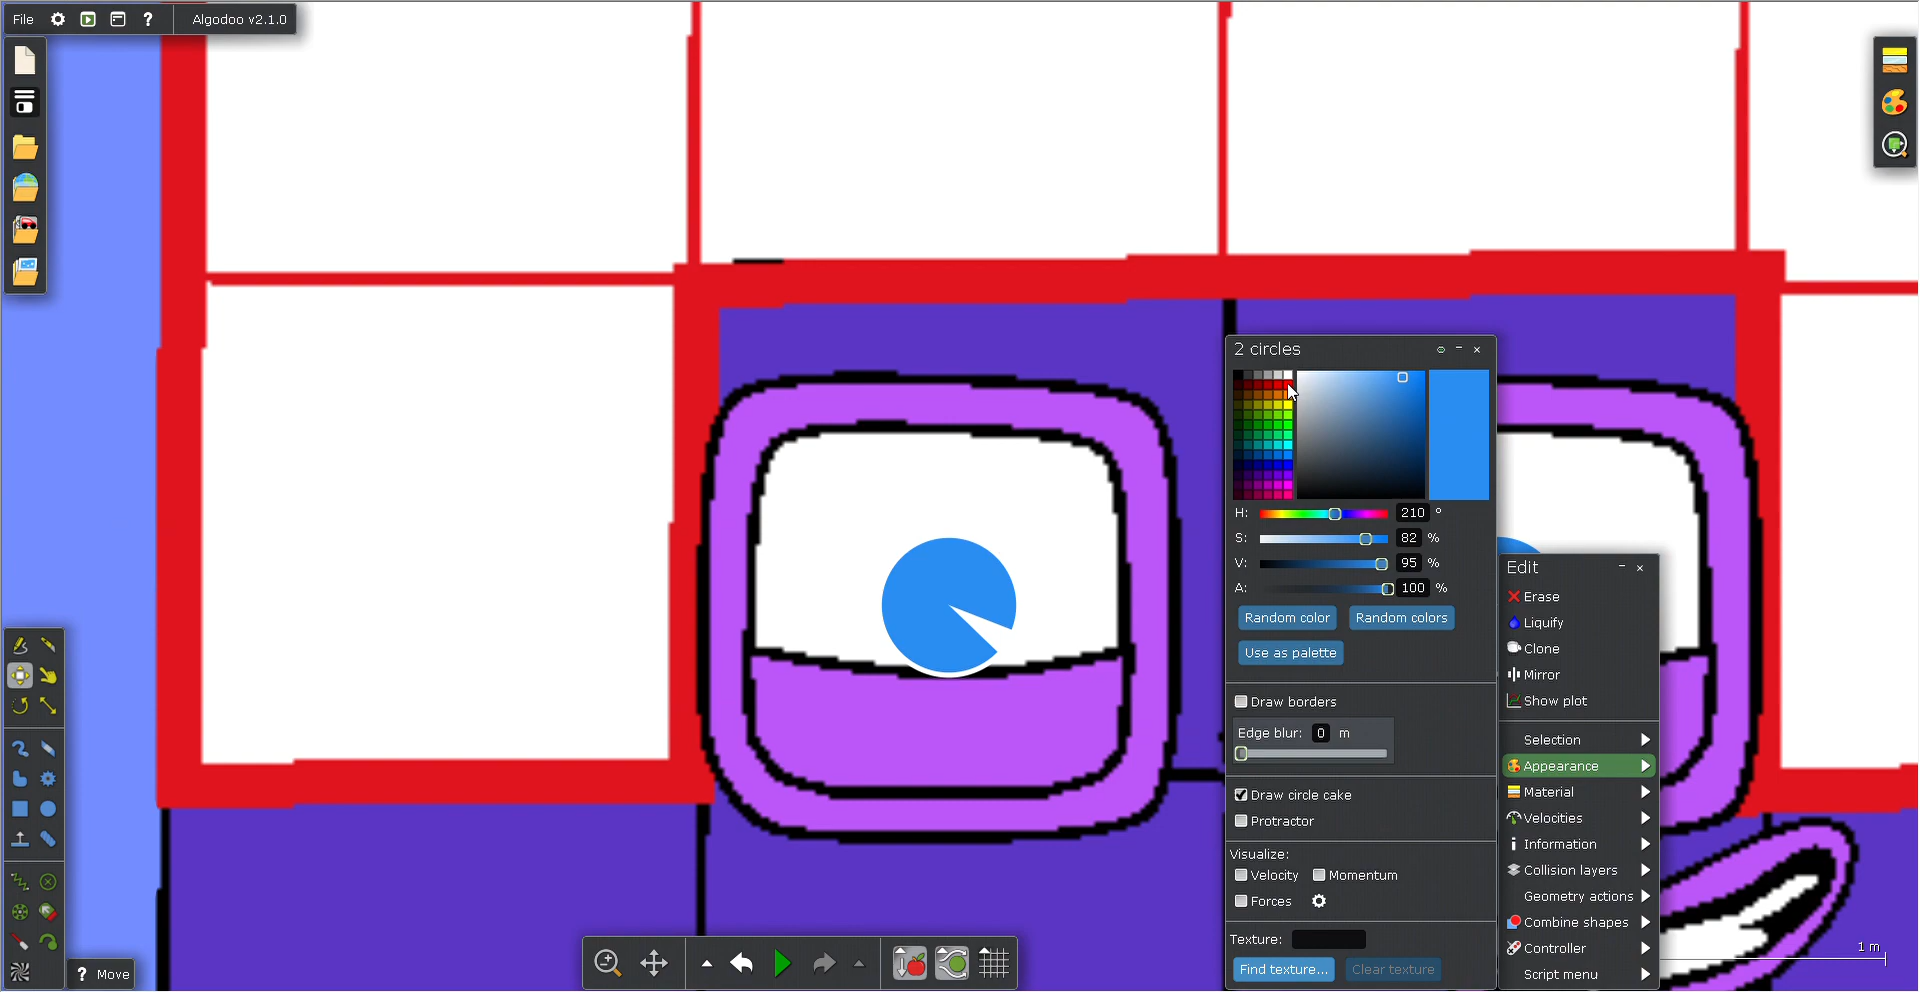 File ? Algodoo v2.1.0
2 circles
H: 210 °
S: 82 %
V: 95 %
A: 100 %
Random color Random colors
Use as palette
Draw borders
Edge blur: 0 m
Draw circle cake
Protractor
Visualize:
Velocity Momentum
Forces
Texture:
Find texture... Clear texture
Edit
Erase
Liquify
Clone
Mirror
Show plot
Selection
Appearance
Material
Velocities
Information
Collision layers
Geometry actions
Combine shapes
Controller
Script menu
1 m
? Move